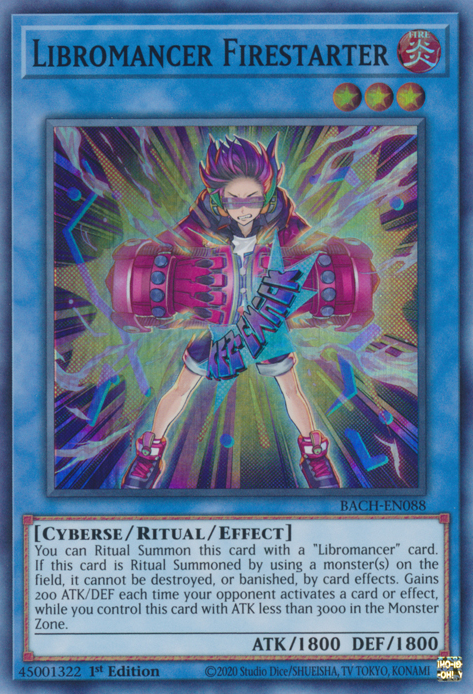 LIBROMANCER FIRESTARTER
FIRE
炎
BACH-EN088
[CYBERSE/RITUAL/EFFECT]
You can Ritual Summon this card with a "Libromancer" card.
If this card is Ritual Summoned by using a monster(s) on the
field, it cannot be destroyed, or banished, by card effects. Gains
200 ATK/DEF each time your opponent activates a card or effect,
while you control this card with ATK less than 3000 in the Monster
Zone.
ATK/1800 DEF/1800
45001322 1st Edition ©2020 Studio Dice/SHUEISHA, TV TOKYO, KONAMI